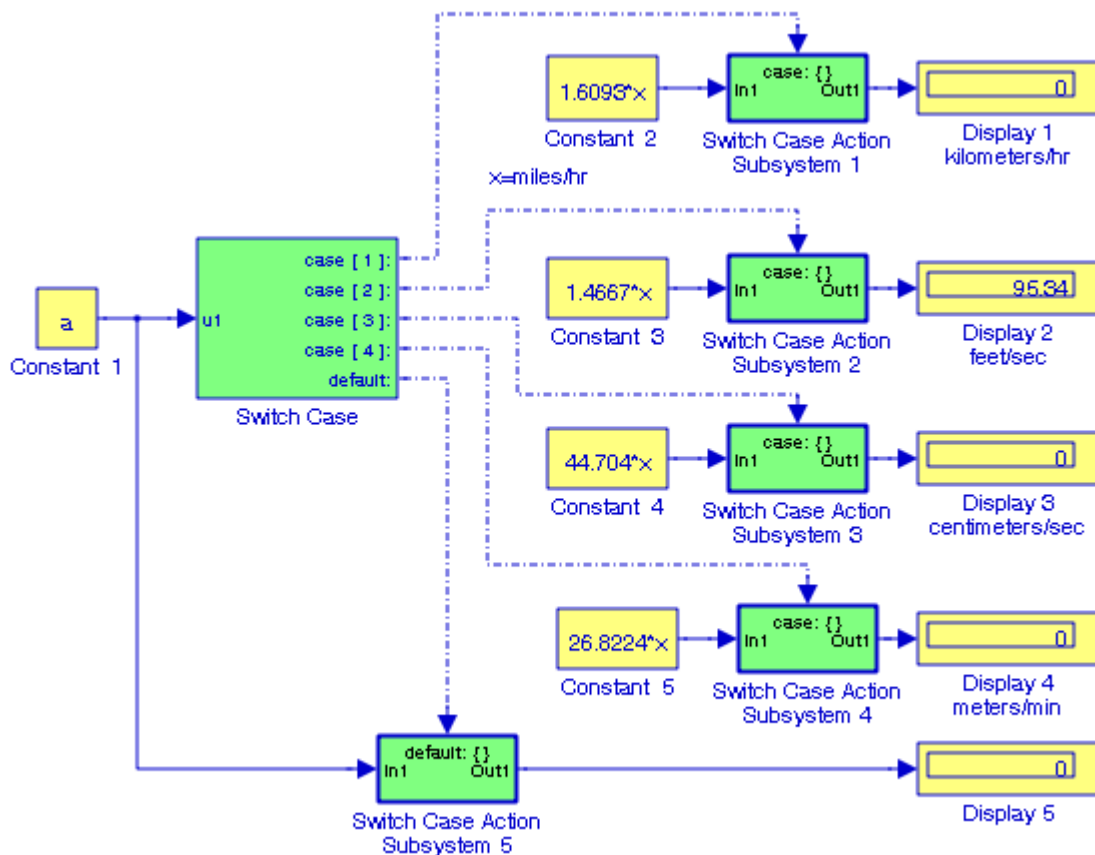 case: { }
In1 Out1
1.6093*x
0
Constant 2
Switch Case Action
Subsystem 1
Display 1
kilometers/hr
x=miles/hr
case [ 1 ]:
case [ 2 ]:
case [ 3 ]:
case [ 4 ]:
default:
u1
Switch Case
a
Constant 1
case: { }
In1 Out1
1.4667*x
95.34
Constant 3
Switch Case Action
Subsystem 2
Display 2
feet/sec
case: { }
In1 Out1
44.704*x
0
Constant 4
Switch Case Action
Subsystem 3
Display 3
centimeters/sec
case: { }
In1 Out1
26.8224*x
0
Constant 5
Switch Case Action
Subsystem 4
Display 4
meters/min
default: { }
In1 Out1
0
Switch Case Action
Subsystem 5
Display 5